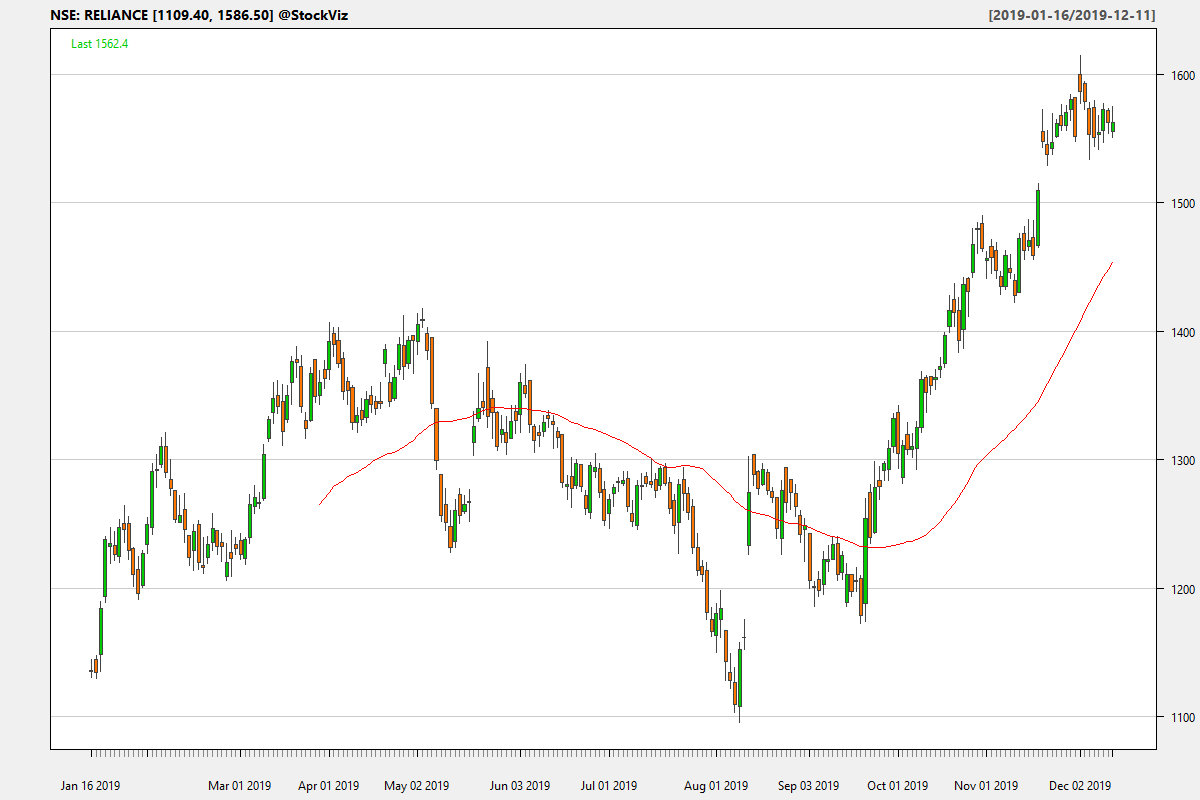 NSE: RELIANCE [1109.40, 1586.50] @StockViz
[2019-01-16/2019-12-11]
Last 1562.4
1600
1500
1400
1300
1200
1100
Jan 16 2019 Mar 01 2019 Apr 01 2019 May 02 2019 Jun 03 2019 Jul 01 2019 Aug 01 2019 Sep 03 2019 Oct 01 2019 Nov 01 2019 Dec 02 2019